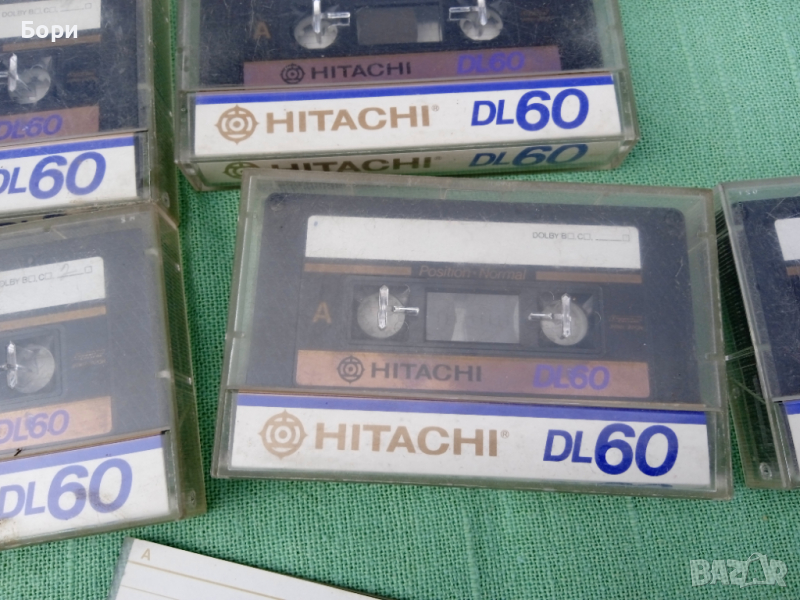 Бори
A
HITACHI DL60
HITACHI® DL60
HITACHI DL60
DL60
DL60
DOLBY B□ C□
Position · Normal
A
HITACHI DL60
HITACHI® DL60
DOLBY B□ C□
DL60
DL60
A
BAZAR